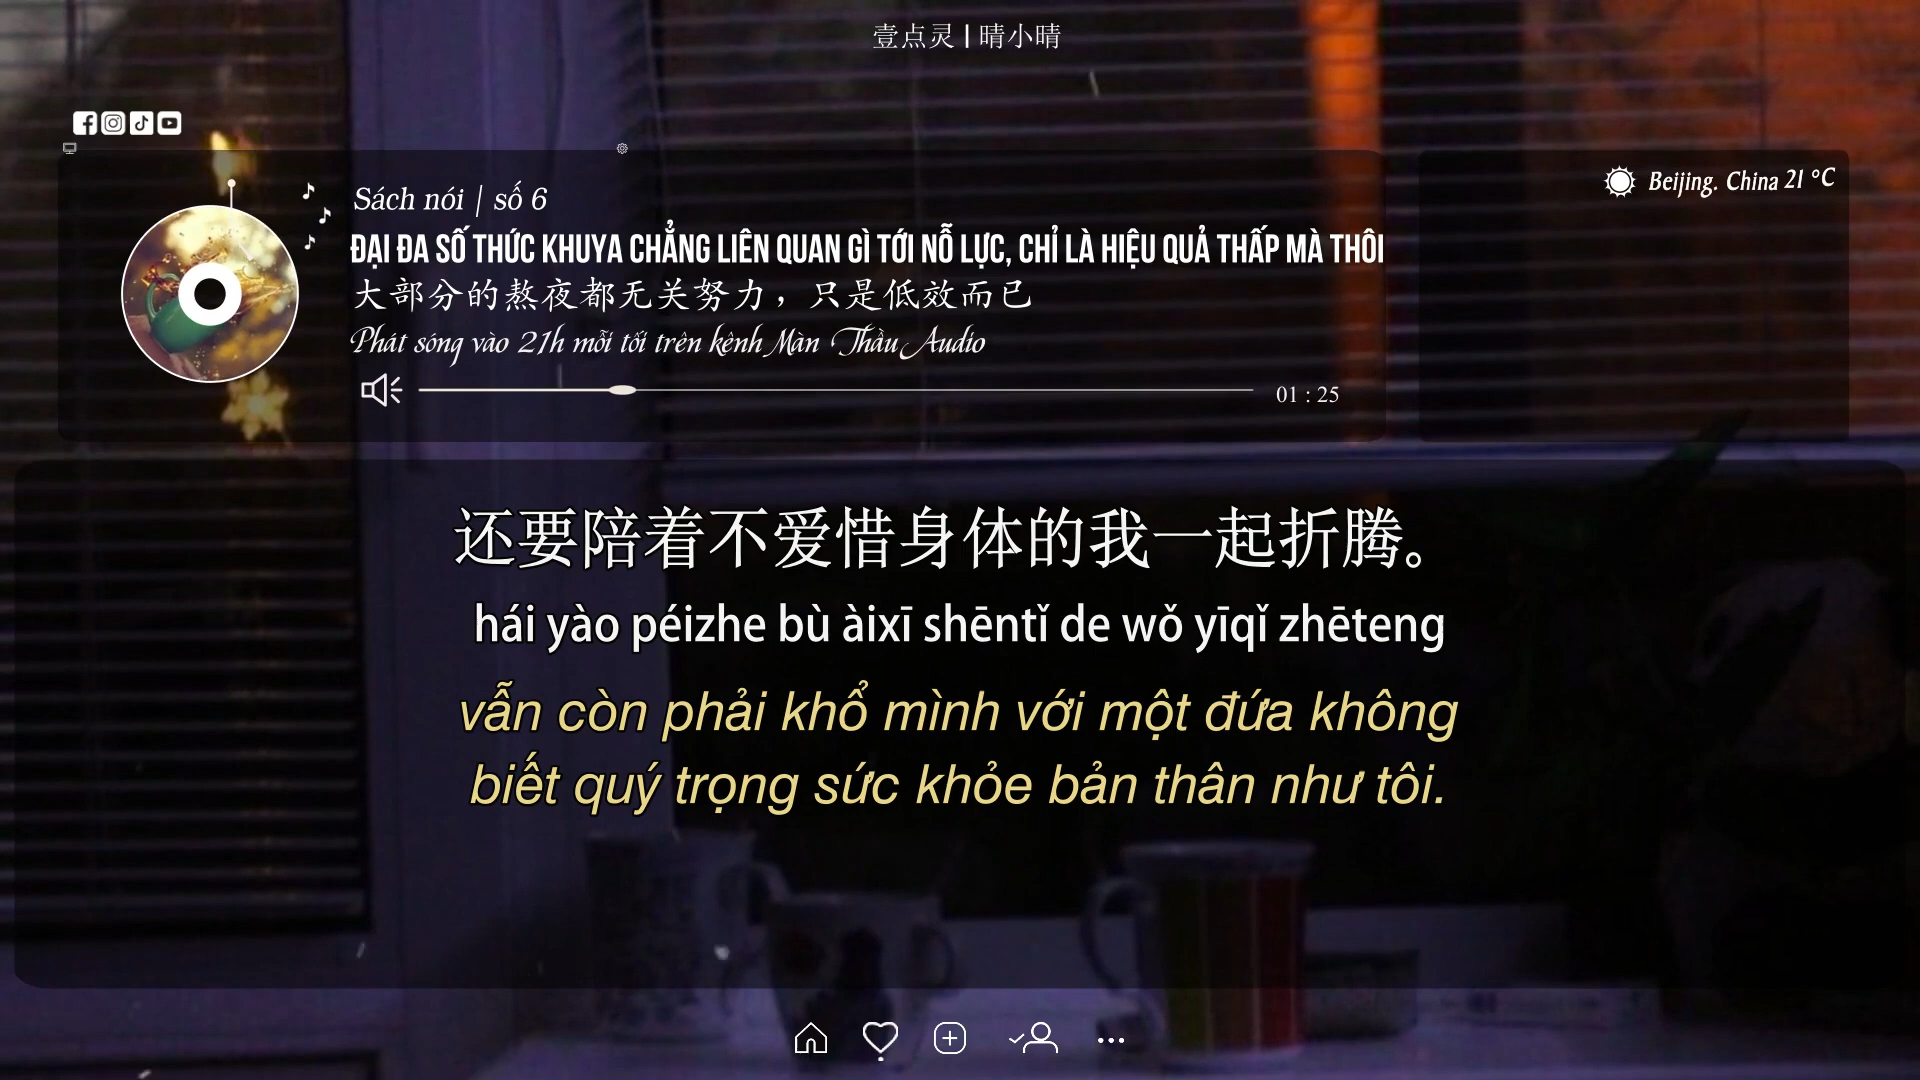 壹点灵 | 晴小晴
Beijing. China 21 °C
Sách nói | số 6
ĐẠI ĐA SỐ THỨC KHUYA CHẲNG LIÊN QUAN GÌ TỚI NỖ LỰC, CHỈ LÀ HIỆU QUẢ THẤP MÀ THÔI
大部分的熬夜都无关努力，只是低效而已
Phát sóng vào 21h mỗi tối trên kênh Màn Thầu Audio
01 : 25
还要陪着不爱惜身体的我一起折腾。
hái yào péizhe bù àixī shēntǐ de wǒ yīqǐ zhēteng
vẫn còn phải khổ mình với một đứa không
biết quý trọng sức khỏe bản thân như tôi.